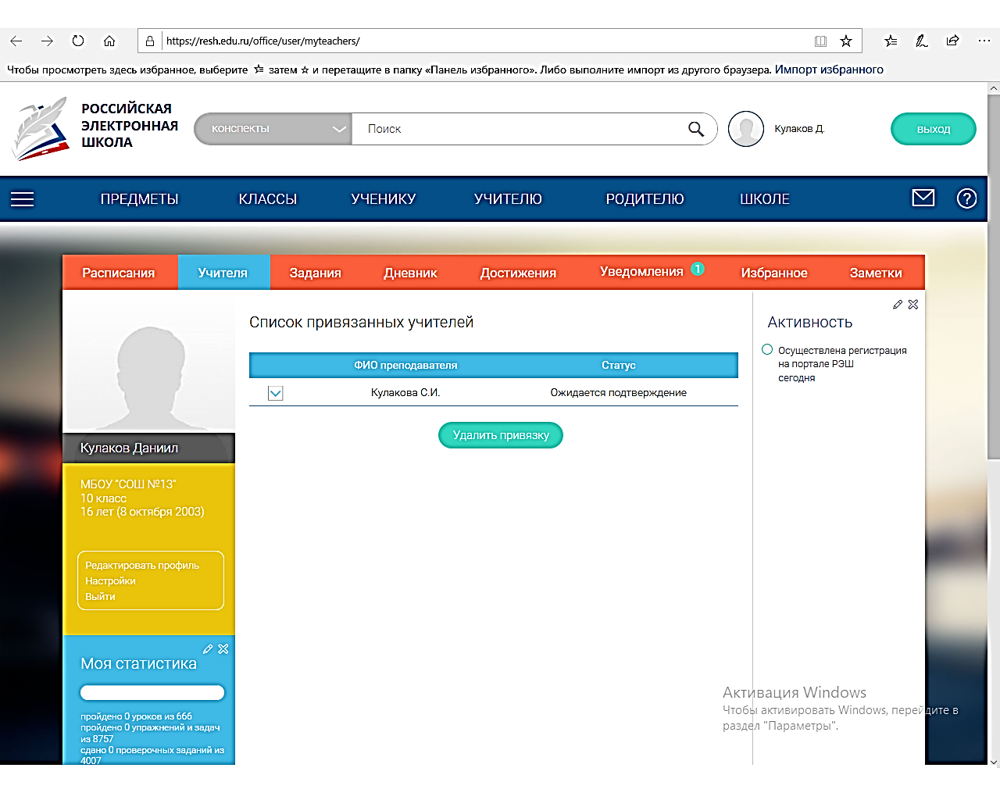 https://resh.edu.ru/office/user/myteachers/
Чтобы просмотреть здесь избранное, выберите затем и перетащите в папку «Панель избранного». Либо выполните импорт из другого браузера. Импорт избранного
РОССИЙСКАЯ
ЭЛЕКТРОННАЯ
ШКОЛА
конспекты
Поиск
Кулаков Д.
выход
ПРЕДМЕТЫ КЛАССЫ УЧЕНИКУ УЧИТЕЛЮ РОДИТЕЛЮ ШКОЛЕ
Расписания Учителя Задания Дневник Достижения Уведомления 1 Избранное Заметки
Список привязанных учителей
ФИО преподавателя Статус
Кулакова С.И. Ожидается подтверждение
Удалить привязку
Активность
Осуществлена регистрация
на портале РЭШ
сегодня
Кулаков Даниил
МБОУ "СОШ №13"
10 класс
16 лет (8 октября 2003)
Редактировать профиль
Настройки
Выйти
Моя статистика
пройдено 0 уроков из 666
пройдено 0 упражнений и задач
из 8757
сдано 0 проверочных заданий из
4007
Активация Windows
Чтобы активировать Windows, перейдите в
раздел "Параметры".